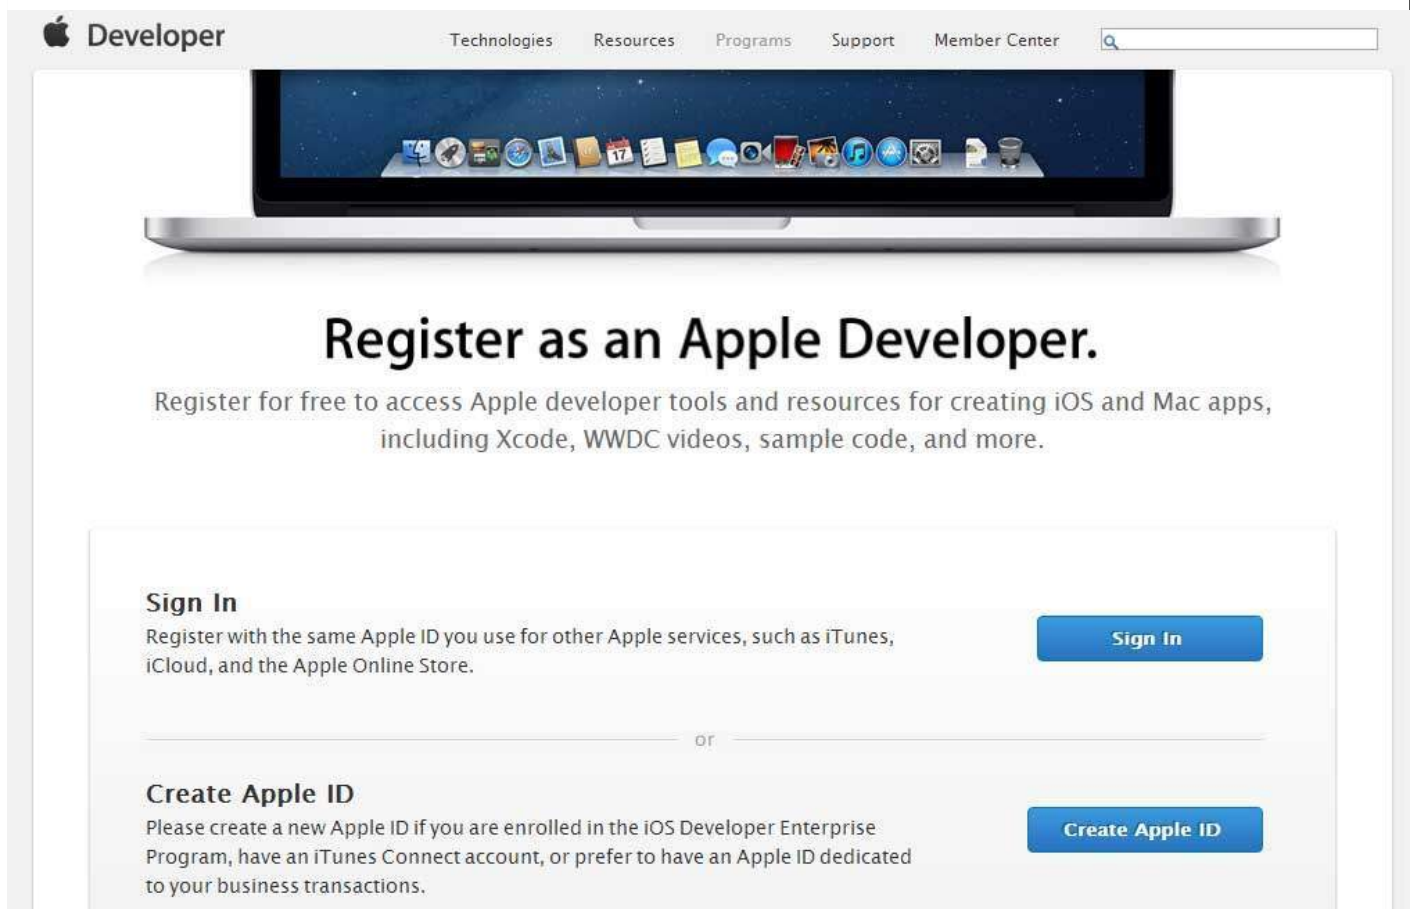 Developer
Technologies Resources Programs Support Member Center
17
Register as an Apple Developer.
Register for free to access Apple developer tools and resources for creating iOS and Mac apps,
including Xcode, WWDC videos, sample code, and more.
Sign In
Register with the same Apple ID you use for other Apple services, such as iTunes,
iCloud, and the Apple Online Store.
Sign In
or
Create Apple ID
Please create a new Apple ID if you are enrolled in the iOS Developer Enterprise
Program, have an iTunes Connect account, or prefer to have an Apple ID dedicated
to your business transactions.
Create Apple ID